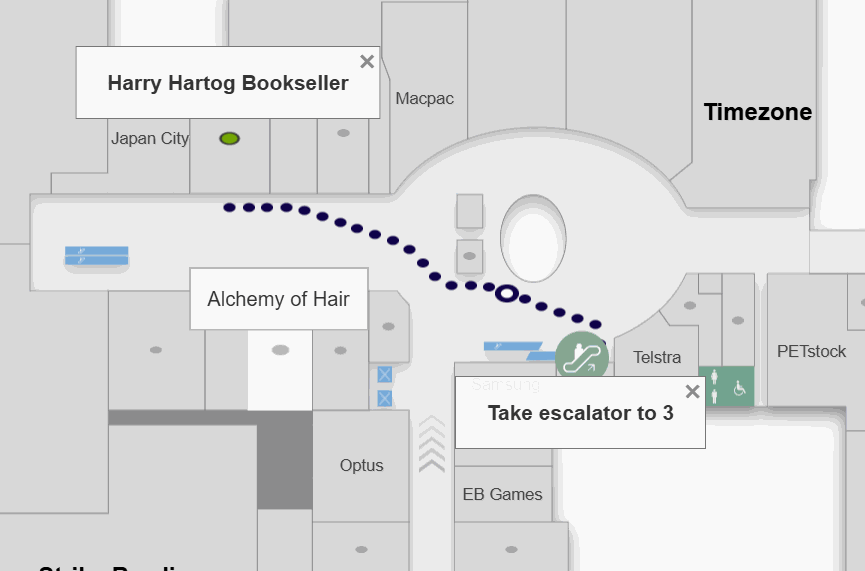 Harry Hartog Bookseller
Macpac
Timezone
Japan City
Alchemy of Hair
Telstra
PETstock
Samsung
Take escalator to 3
Optus
EB Games